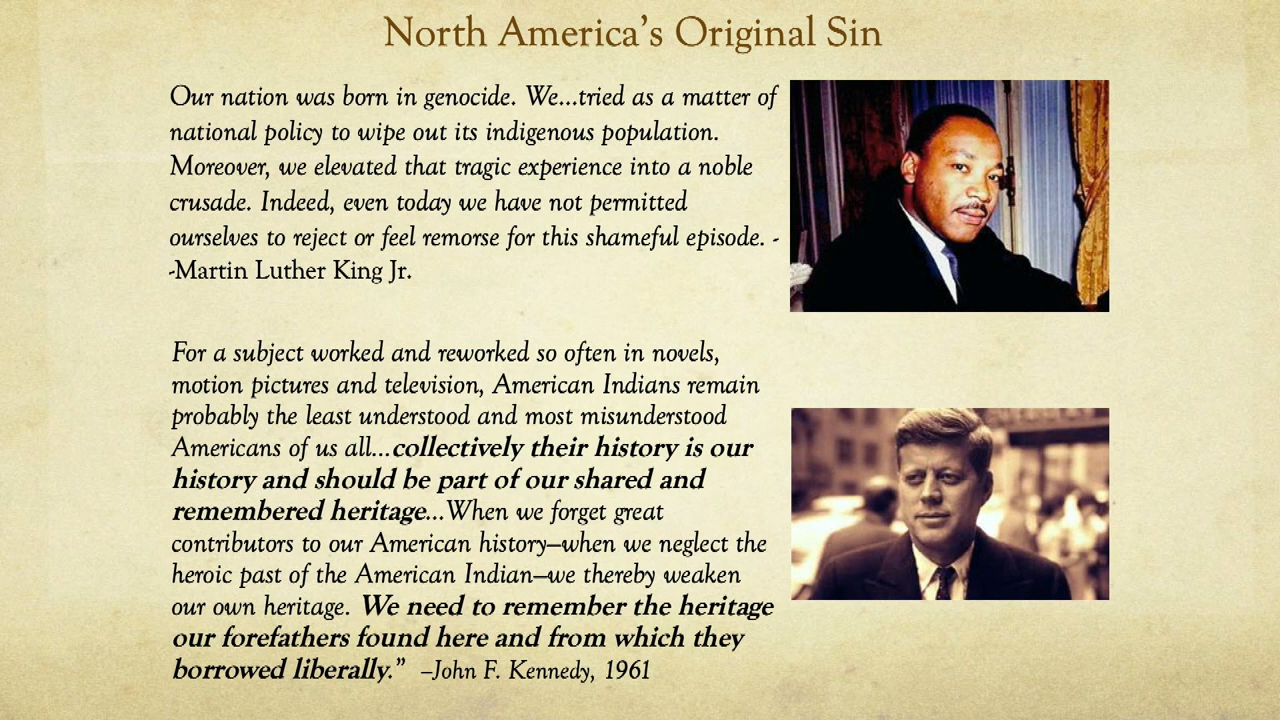 North America’s Original Sin
Our nation was born in genocide. We...tried as a matter of
national policy to wipe out its indigenous population.
Moreover, we elevated that tragic experience into a noble
crusade. Indeed, even today we have not permitted
ourselves to reject or feel remorse for this shameful episode. -
-Martin Luther King Jr.
For a subject worked and reworked so often in novels,
motion pictures and television, American Indians remain
probably the least understood and most misunderstood
Americans of us all...collectively their history is our
history and should be part of our shared and
remembered heritage...When we forget great
contributors to our American history—when we neglect the
heroic past of the American Indian—we thereby weaken
our own heritage. We need to remember the heritage
our forefathers found here and from which they
borrowed liberally.” –John F. Kennedy, 1961